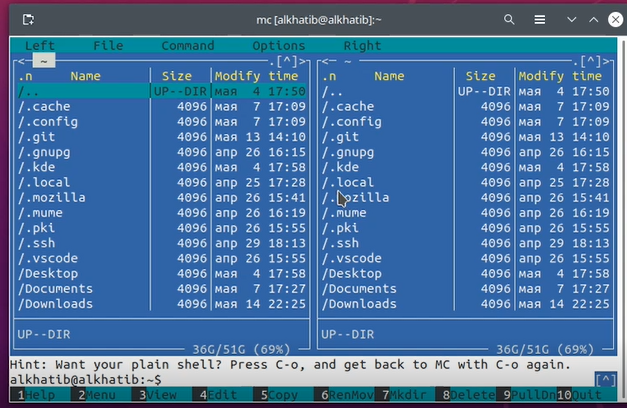 mc [alkhatib@alkhatib]:~
Left File Command Options Right
<— ~ .[^]> <— ~ .[^]>
.n Name Size Modify time .n Name Size Modify time
/.. UP--DIR мая 4 17:50 /.. UP--DIR мая 4 17:50
/.cache 4096 мая 7 17:09 /.cache 4096 мая 7 17:09
/.config 4096 мая 7 17:09 /.config 4096 мая 7 17:09
/.git 4096 мая 13 14:10 /.git 4096 мая 13 14:10
/.gnupg 4096 апр 26 16:15 /.gnupg 4096 апр 26 16:15
/.kde 4096 мая 4 17:58 /.kde 4096 мая 4 17:58
/.local 4096 апр 25 17:28 /.local 4096 апр 25 17:28
/.mozilla 4096 апр 26 15:41 /.mozilla 4096 апр 26 15:41
/.mume 4096 апр 26 16:19 /.mume 4096 апр 26 16:19
/.pki 4096 апр 26 15:55 /.pki 4096 апр 26 15:55
/.ssh 4096 апр 29 18:13 /.ssh 4096 апр 29 18:13
/.vscode 4096 апр 26 15:55 /.vscode 4096 апр 26 15:55
/Desktop 4096 мая 4 17:58 /Desktop 4096 мая 4 17:58
/Documents 4096 мая 7 17:27 /Documents 4096 мая 7 17:27
/Downloads 4096 мая 14 22:25 /Downloads 4096 мая 14 22:25
UP--DIR UP--DIR
36G/51G (69%) 36G/51G (69%)
Hint: Want your plain shell? Press C-o, and get back to MC with C-o again.
alkhatib@alkhatib:~$ [^]
1Help 2Menu 3View 4Edit 5Copy 6RenMov 7Mkdir 8Delete 9PullDn 10Quit